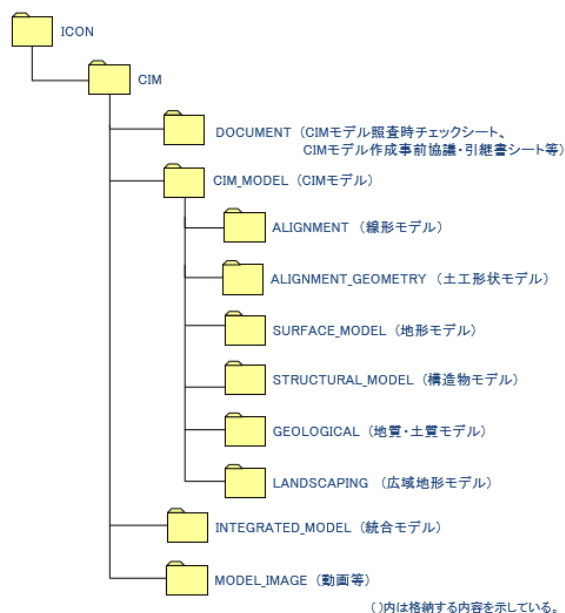 ICON
CIM
DOCUMENT (CIMモデル照査時チェックシート、
CIMモデル作成事前協議・引継書シート等)
CIM_MODEL (CIMモデル)
ALIGNMENT (線形モデル)
ALIGNMENT_GEOMETRY (土工形状モデル)
SURFACE_MODEL (地形モデル)
STRUCTURAL_MODEL (構造物モデル)
GEOLOGICAL (地質・土質モデル)
LANDSCAPING (広域地形モデル)
INTEGRATED_MODEL (統合モデル)
MODEL_IMAGE (動画等)
( )内は格納する内容を示している。